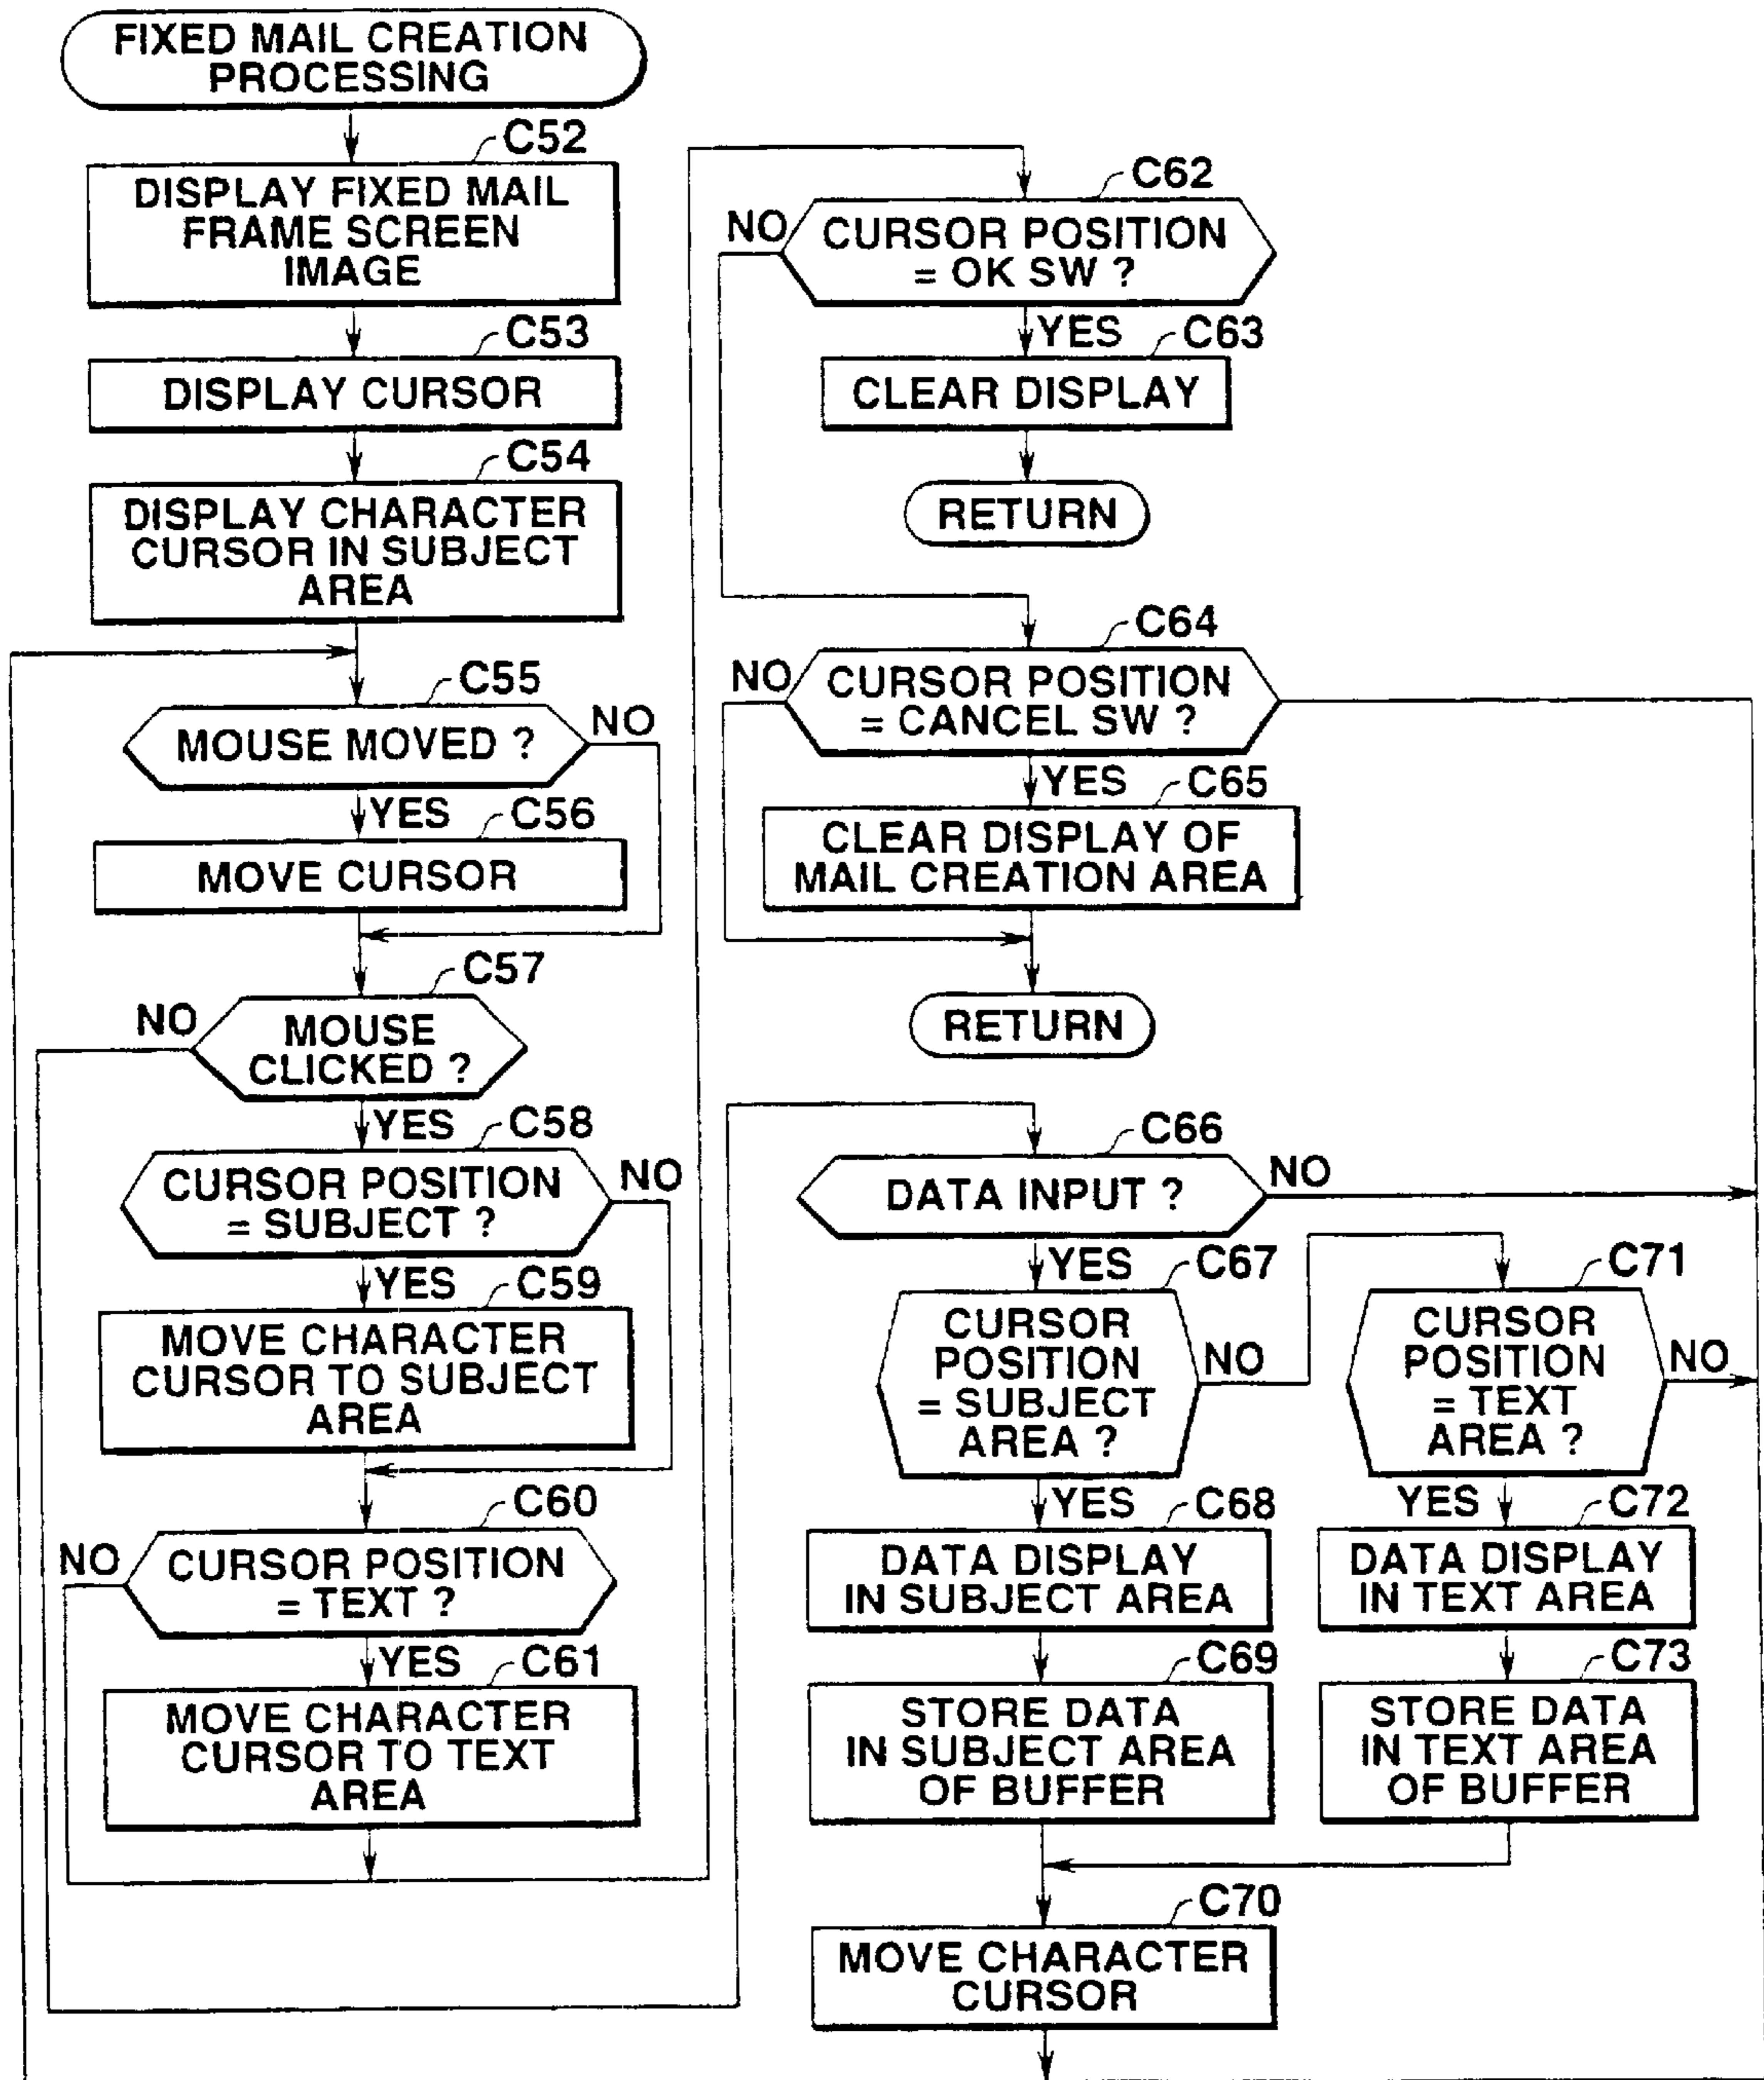 FIXED MAIL CREATION
PROCESSING
C52
DISPLAY FIXED MAIL
FRAME SCREEN
IMAGE
C53
DISPLAY CURSOR
C54
DISPLAY CHARACTER
CURSOR IN SUBJECT
AREA
C55
MOUSE MOVED ?
NO
YES
C56
MOVE CURSOR
C57
NO
MOUSE
CLICKED ?
YES
C58
CURSOR POSITION
= SUBJECT ?
NO
YES
C59
MOVE CHARACTER
CURSOR TO SUBJECT
AREA
C60
NO
CURSOR POSITION
= TEXT ?
YES
C61
MOVE CHARACTER
CURSOR TO TEXT
AREA
C62
NO
CURSOR POSITION
= OK SW ?
YES
C63
CLEAR DISPLAY
RETURN
C64
NO
CURSOR POSITION
= CANCEL SW ?
YES
C65
CLEAR DISPLAY OF
MAIL CREATION AREA
RETURN
C66
DATA INPUT ?
NO
YES
C67
CURSOR
POSITION
= SUBJECT
AREA ?
NO
YES
C68
DATA DISPLAY
IN SUBJECT AREA
C69
STORE DATA
IN SUBJECT AREA
OF BUFFER
C70
MOVE CHARACTER
CURSOR
C71
CURSOR
POSITION
= TEXT
AREA ?
NO
YES
C72
DATA DISPLAY
IN TEXT AREA
C73
STORE DATA
IN TEXT AREA
OF BUFFER